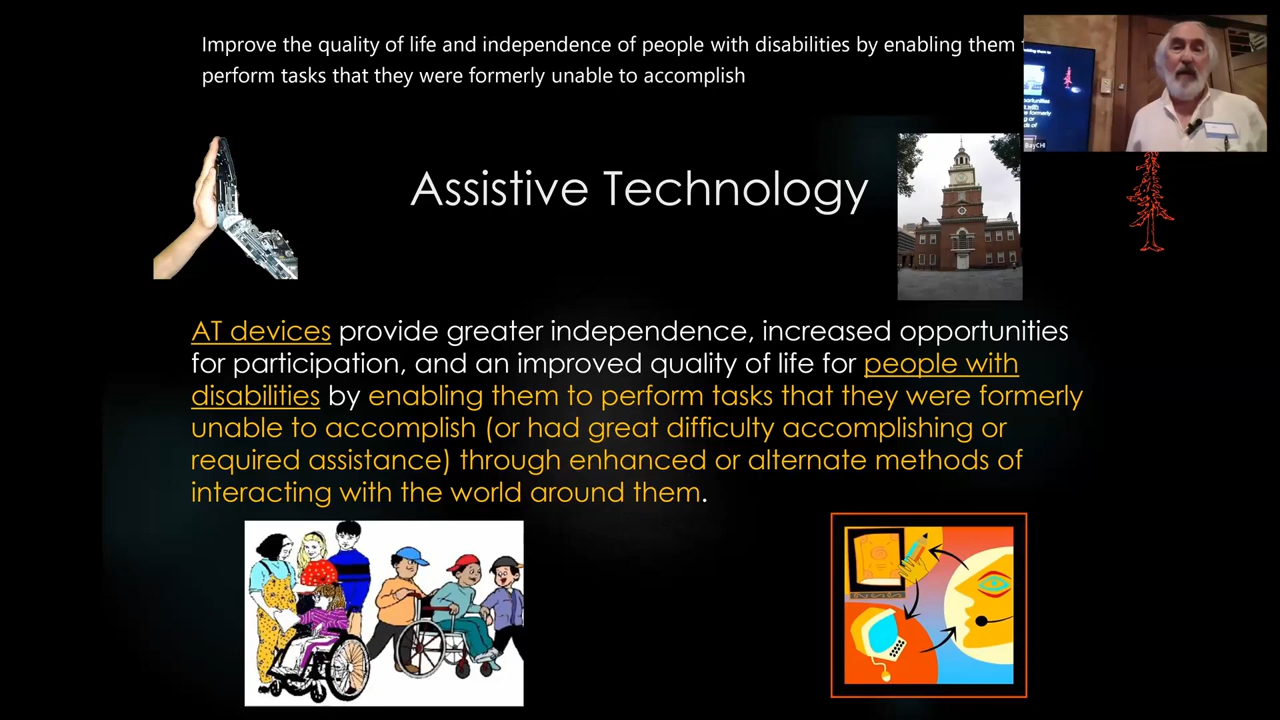 Improve the quality of life and independence of people with disabilities by enabling them
perform tasks that they were formerly unable to accomplish
Assistive Technology
AT devices provide greater independence, increased opportunities
for participation, and an improved quality of life for people with
disabilities by enabling them to perform tasks that they were formerly
unable to accomplish (or had great difficulty accomplishing or
required assistance) through enhanced or alternate methods of
interacting with the world around them.
BayCHI